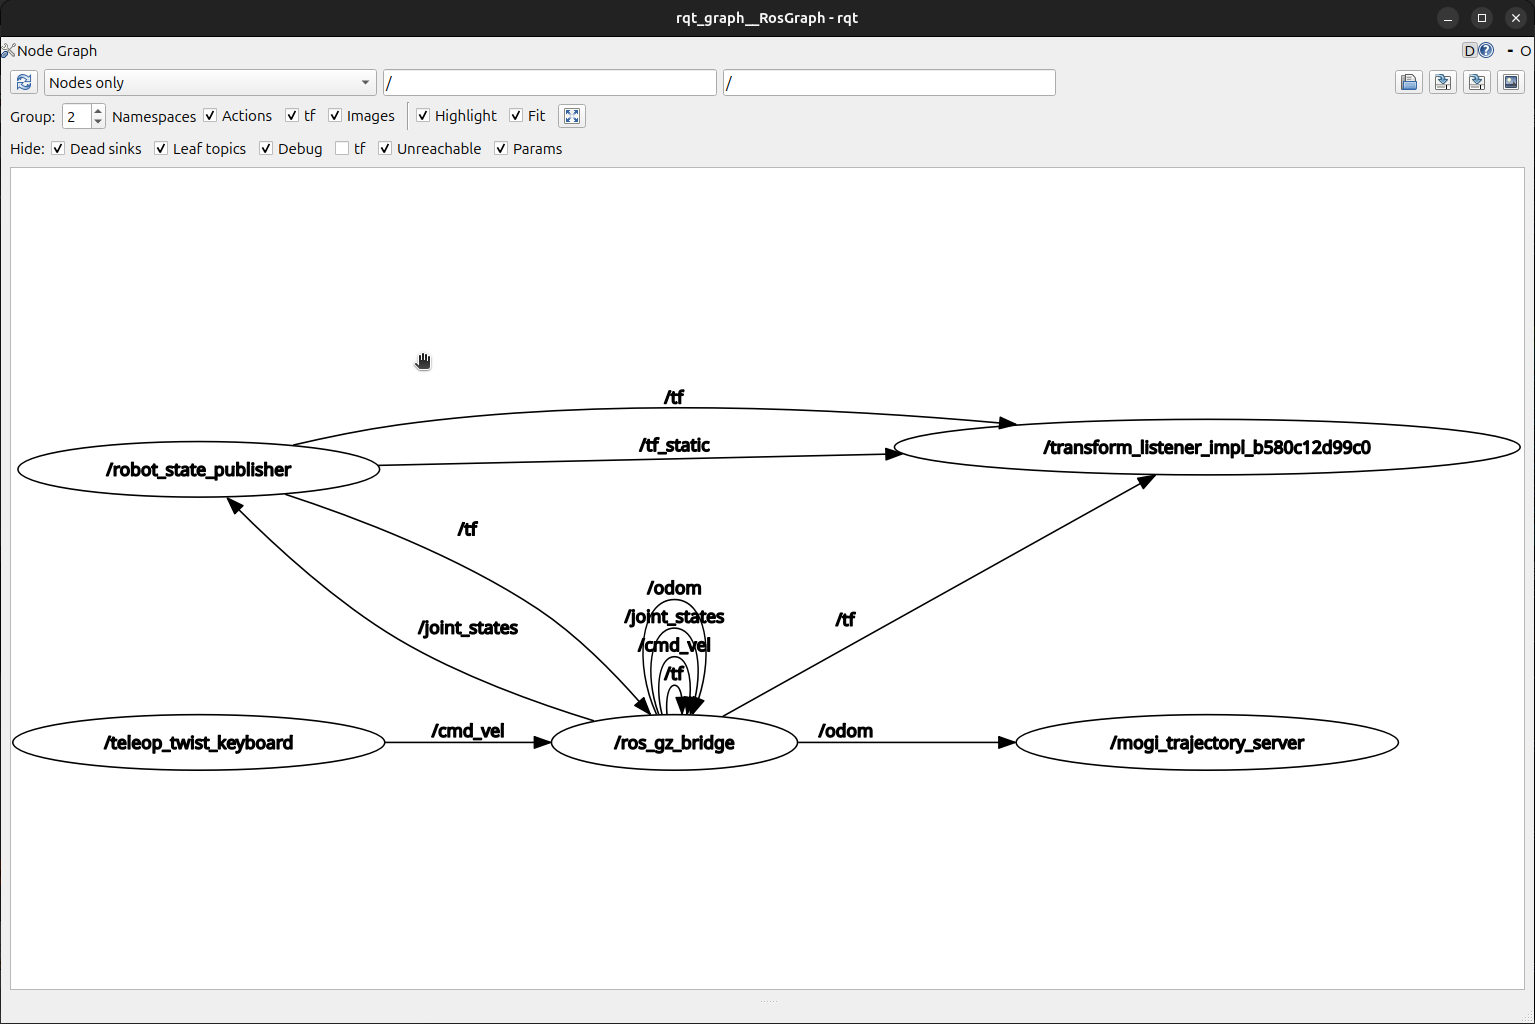 rqt_graph__RosGraph - rqt
Node Graph D ? - O
Nodes only / /
Group: 2 Namespaces Actions tf Images Highlight Fit
Hide: Dead sinks Leaf topics Debug tf Unreachable Params
/tf
/tf_static
/transform_listener_impl_b580c12d99c0
/robot_state_publisher
/tf
/odom
/joint_states
/tf
/joint_states
/cmd_vel
/tf
/cmd_vel
/odom
/teleop_twist_keyboard
/ros_gz_bridge
/mogi_trajectory_server